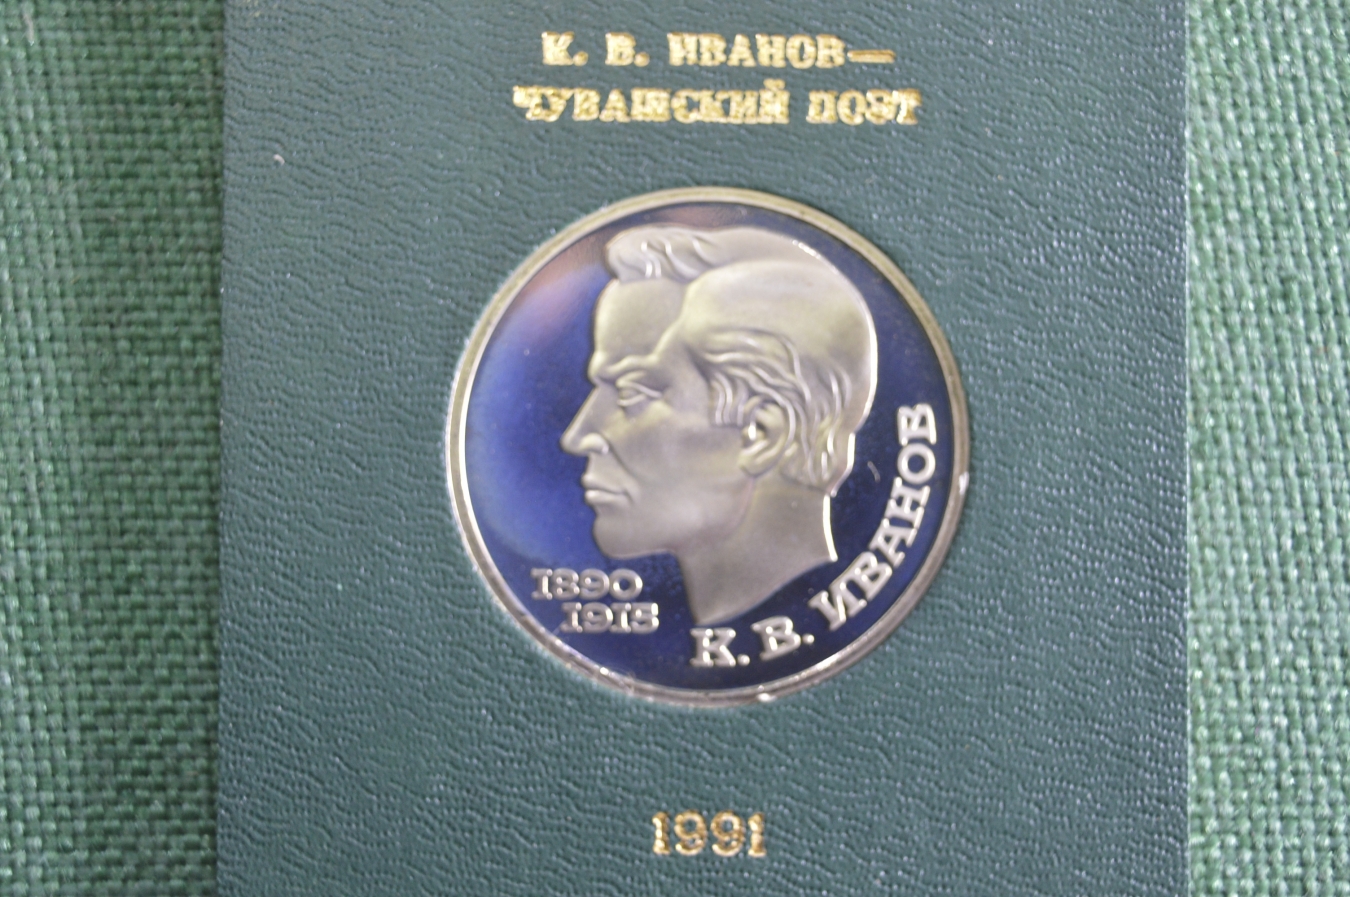 К. В. ИВАНОВ—
ЧУВАШСКИЙ ПОЭТ
1890
1915
К. В. ИВАНОВ
1991